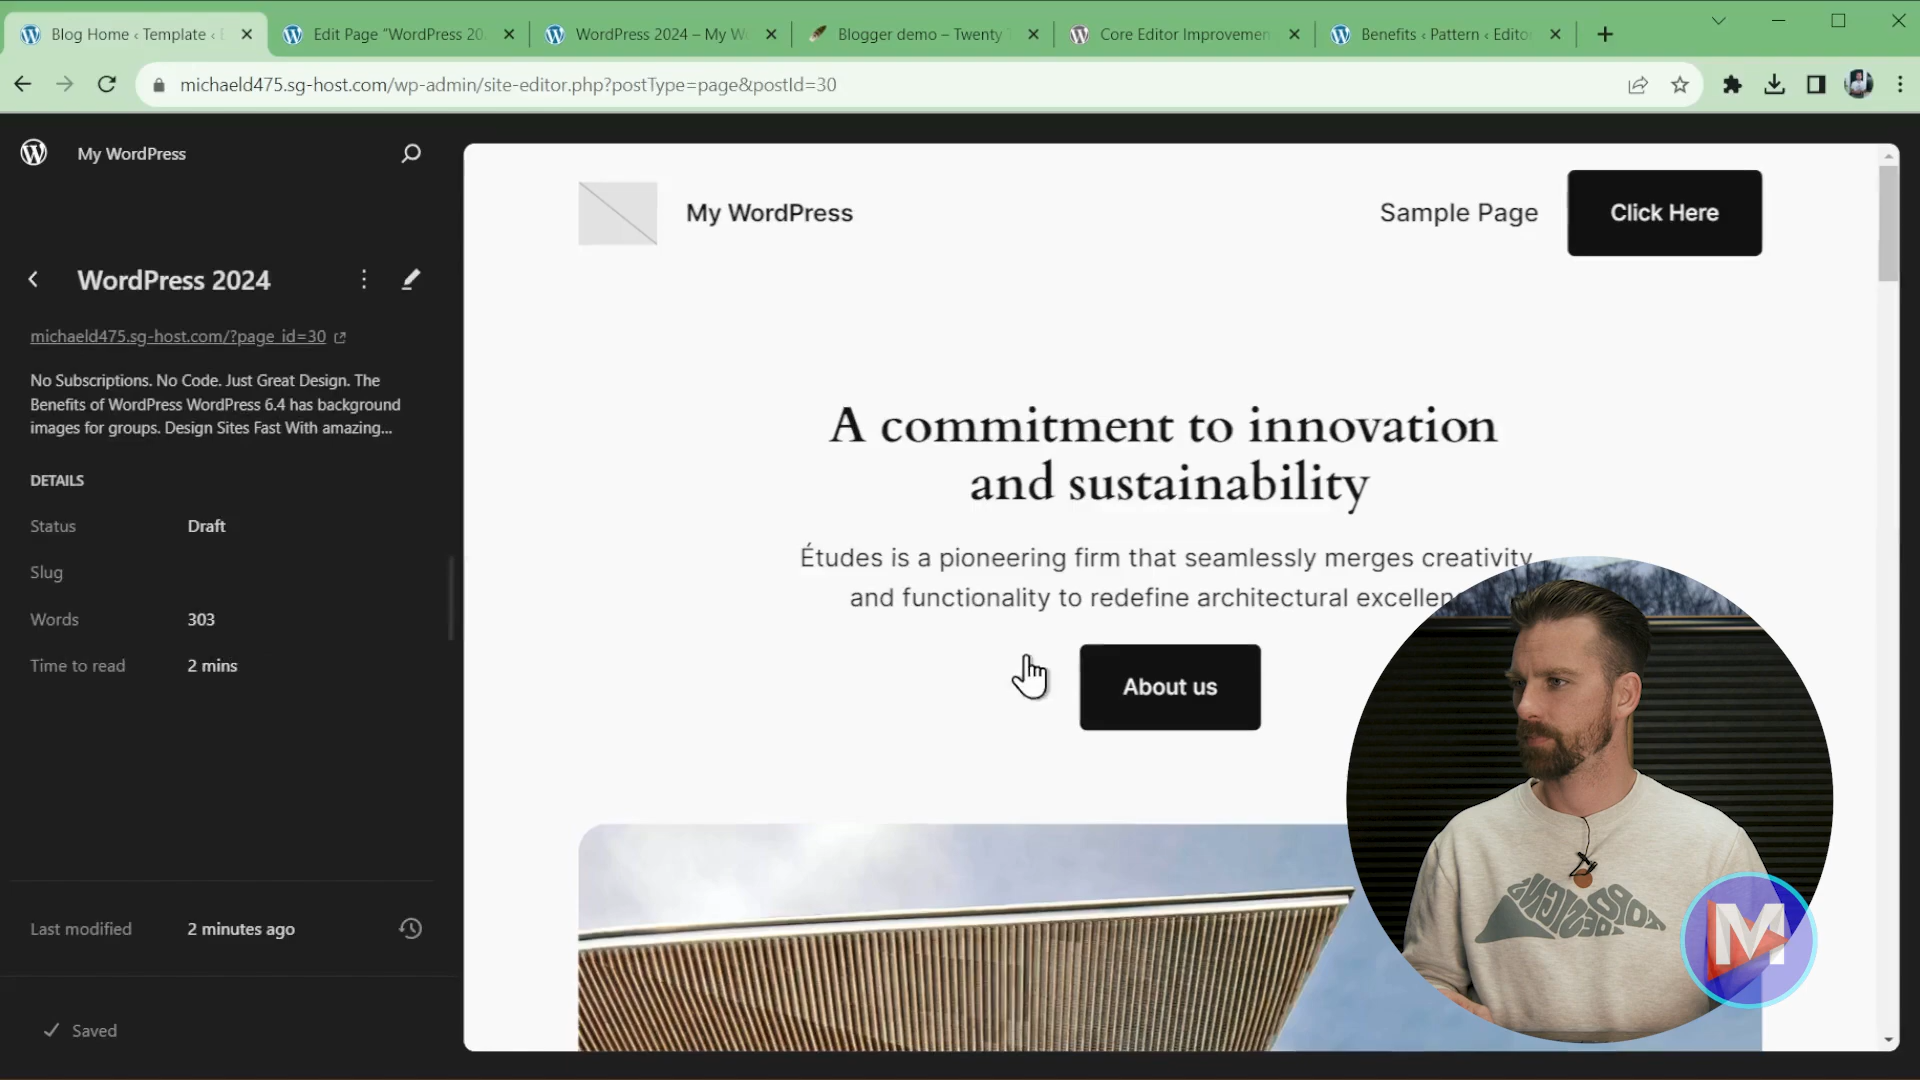 Blog Home ‹ Template ‹
Edit Page “WordPress 20
WordPress 2024 – My W
Blogger demo – Twenty
Core Editor Improvemen
Benefits ‹ Pattern ‹ Edito
michaeld475.sg-host.com/wp-admin/site-editor.php?postType=page&postId=30
My WordPress
WordPress 2024
michaeld475.sg-host.com/?page_id=30
No Subscriptions. No Code. Just Great Design. The
Benefits of WordPress WordPress 6.4 has background
images for groups. Design Sites Fast With amazing...
DETAILS
Status Draft
Slug
Words 303
Time to read 2 mins
Last modified 2 minutes ago
Saved
My WordPress
Sample Page
Click Here
A commitment to innovation
and sustainability
Études is a pioneering firm that seamlessly merges creativity
and functionality to redefine architectural excellen
About us
M